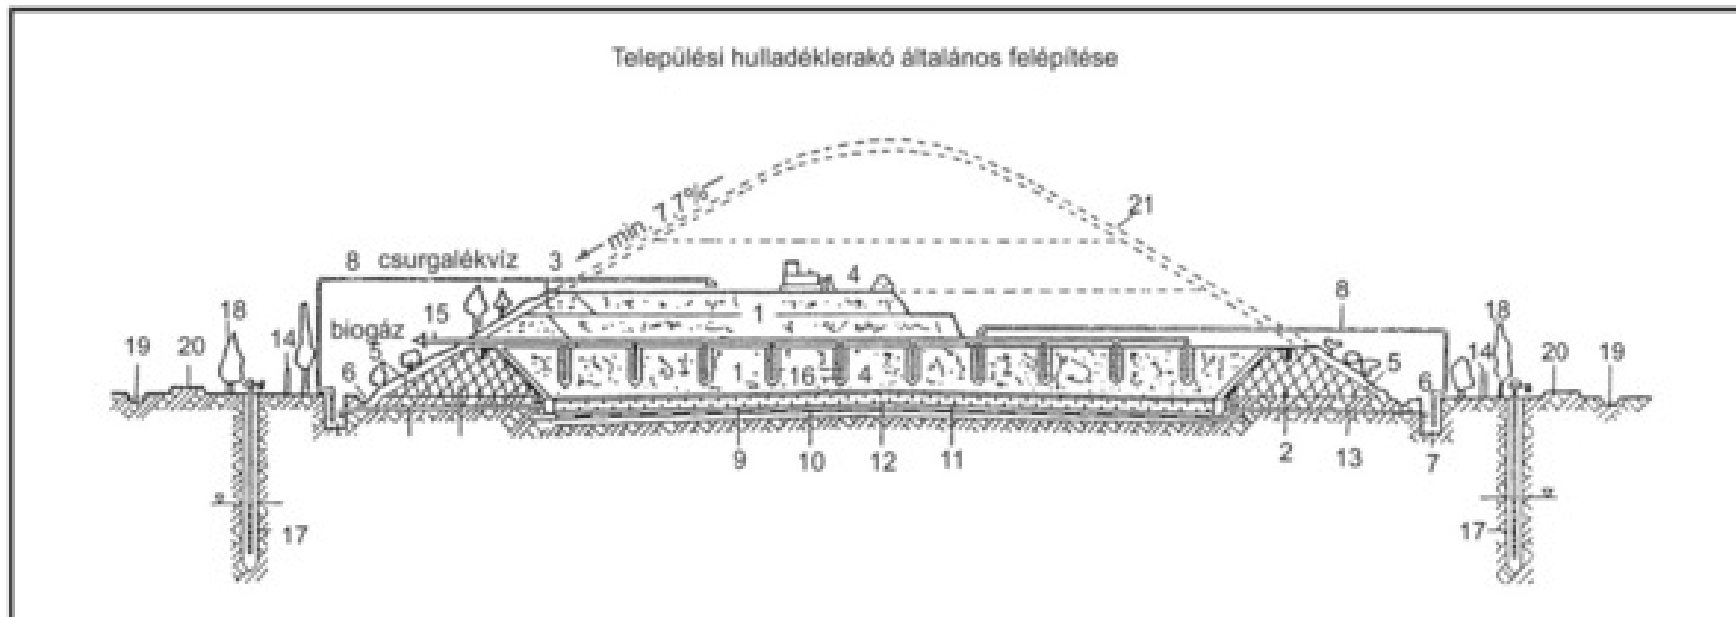 Települési hulladéklerakó általános felépítése
min. 7.7%
21
8 csurgalékvíz 3 4
8
18 15 1 18
biogáz
19 20 14 5 1 16 4 5 14 20 19
6 6
9 10 12 11 2 13 7
17 17